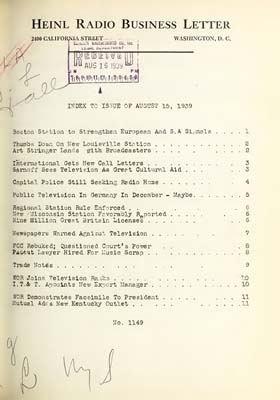 HEINL RADIO BUSINESS LETTER
2400 CALIFORNIA STREET WASHINGTON, D. C.
RECEIVED
AUG 16 1939
INDEX TO ISSUE OF AUGUST 15, 1939
Boston Station to Strengthen European And S.A Signals . . . . 1
Thumbs Down On New Louisville Station . . . . . . . . . . 2
Art Stringer Lends gith Broadcasters . . . . . . . . . . 2
International Gets New Call Letters . . . . . . . . . . 3
Sarnoff Sees Television As Great Cultural Aid . . . . 3
Capital Police Still Seeking Radio Home . . . . . . . . 4
Public Television In Germany In December - Maybe . . . . . 5
Regional Station Rule Enforced . . . . . . . . . . 6
New Wisconsin Station Favorably Reported . . . . . . . . 6
Nine Million Great Britain Licenses . . . . . . . . . . 6
Newspapers Warned Against Television . . . . . . . . . . 7
FCC Rebuked; Questioned Court's Power . . . . . . . . . . 8
Patent Lawyer Hired For Music Scrap . . . . . . . . . . 8
Trade Notes . . . . . . . . . . . . . . . . . . 9
WOR Joins Television Ranks . . . . . . . . . . 10
I.T.& T. Appoints New Export Manager . . . . . . . . . . 10
WOR Demonstrates Facsimile To President . . . . . . . . 11
Mutual Adds New Kentucky Outlet . . . . . . . . . . 11
No. 1149